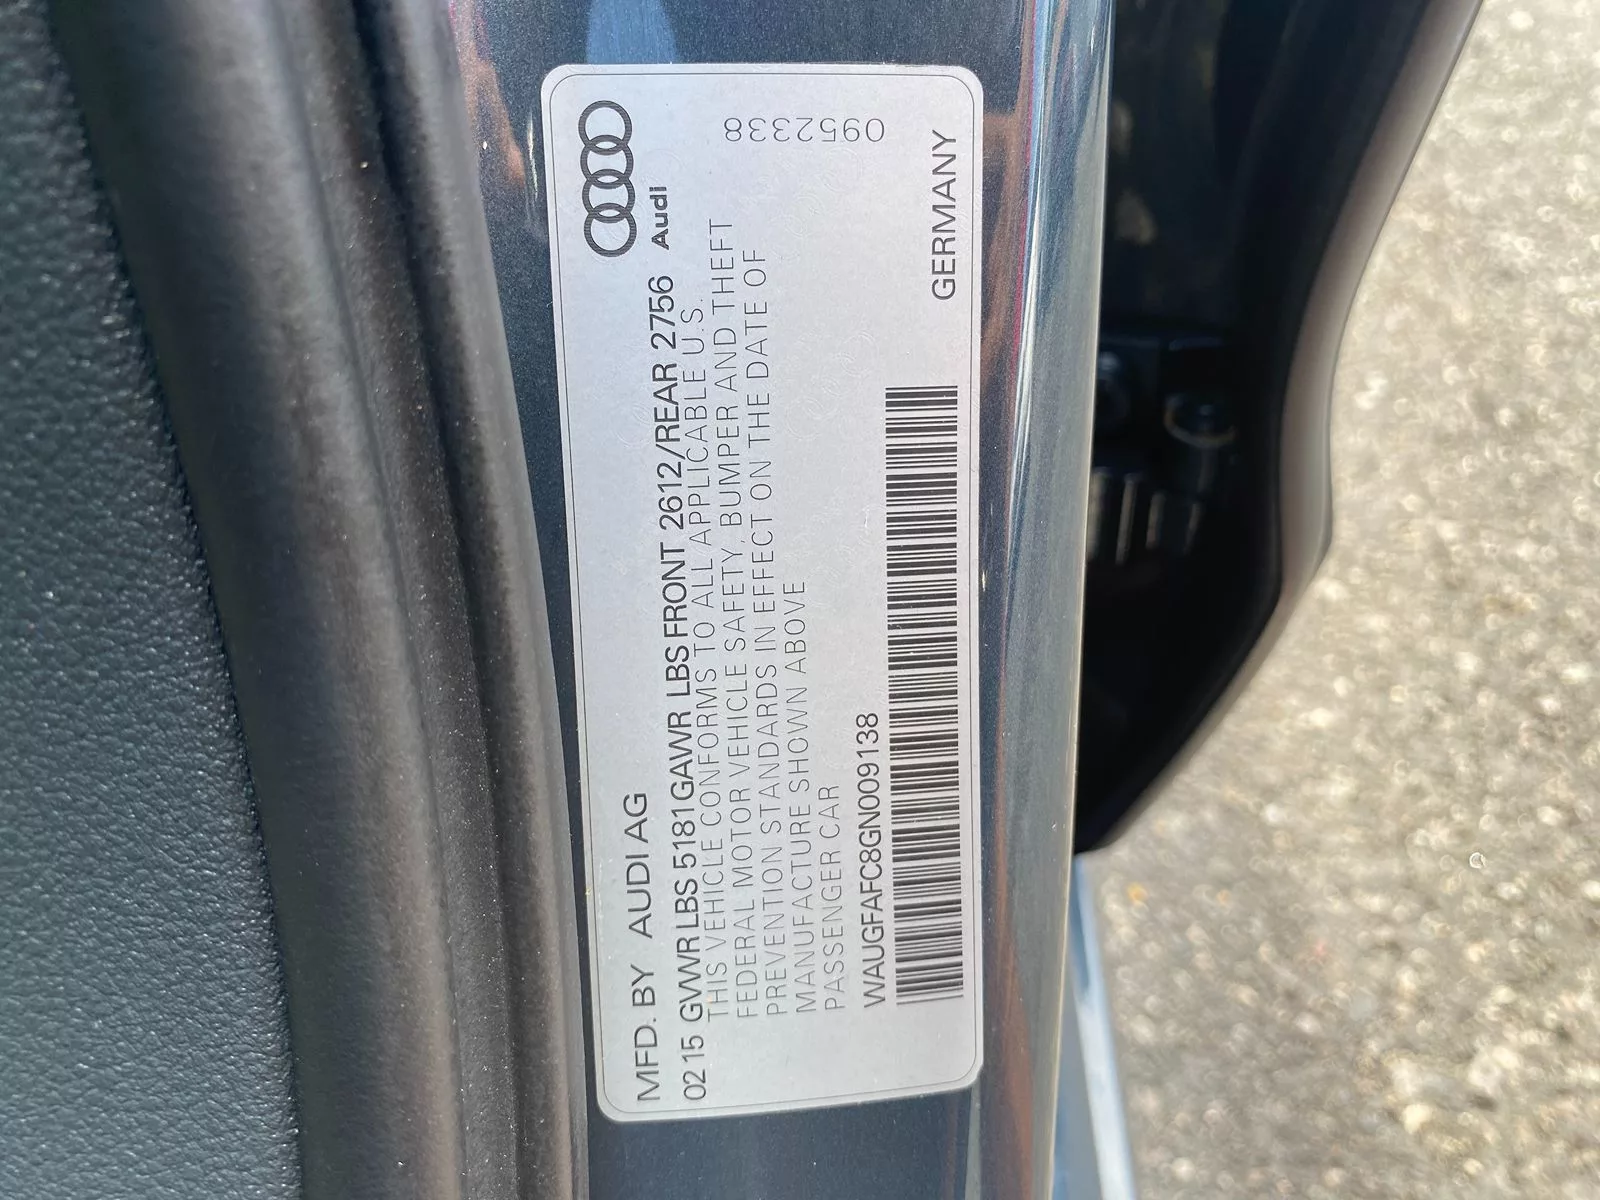 MFD. BY AUDI AG
Audi
02 15 GVWR LBS 5181 GAWR LBS FRONT 2612/REAR 2756
THIS VEHICLE CONFORMS TO ALL APPLICABLE U.S.
FEDERAL MOTOR VEHICLE SAFETY, BUMPER AND THEFT
PREVENTION STANDARDS IN EFFECT ON THE DATE OF
MANUFACTURE SHOWN ABOVE
PASSENGER CAR
0952338
WAUGFAFC8GN009138
GERMANY